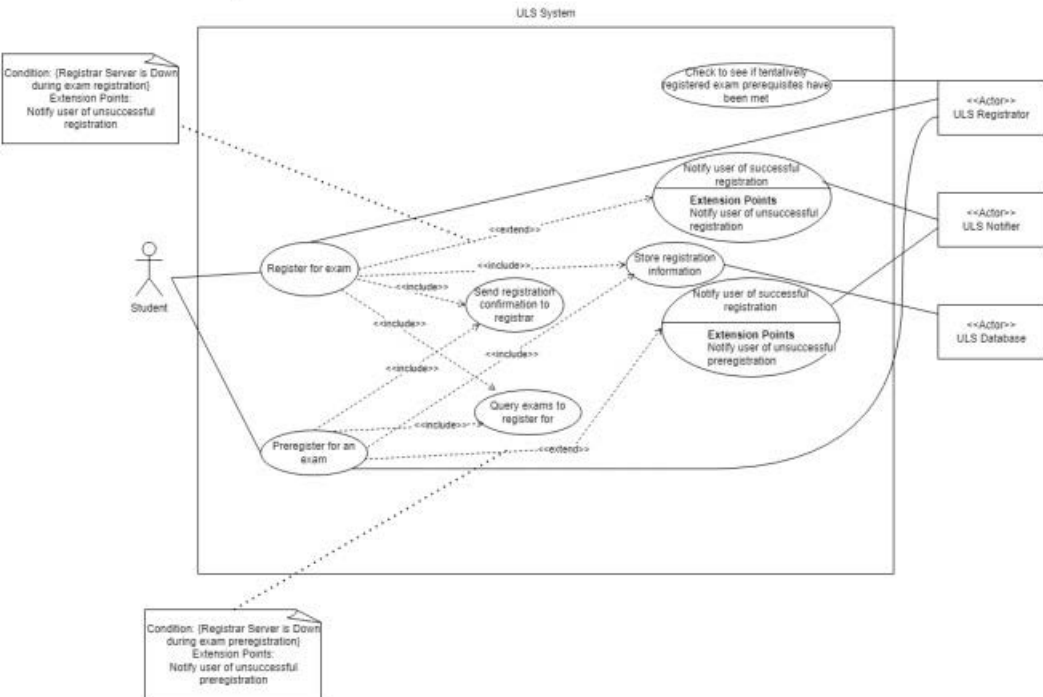 ULS System
Condition: {Registrar Server is Down
during exam registration}
Extension Points:
Notify user of unsuccessful
registration
Check to see if tentatively
registered exam prerequisites have
been met
<<Actor>>
ULS Registrator
Notify user of successful
registration
Extension Points
Notify user of unsuccessful
registration
<<Actor>>
ULS Notifier
<<extend>>
Student
Register for exam
<<include>>
Store registration
information
<<include>>
Send registration
confirmation to
registrar
Notify user of successful
registration
Extension Points
Notify user of unsuccessful
preregistration
<<Actor>>
ULS Database
<<include>>
<<include>>
<<include>>
Query exams to
register for
<<include>>
Preregister for an
exam
<<extend>>
Condition: {Registrar Server is Down
during exam preregistration}
Extension Points:
Notify user of unsuccessful
preregistration